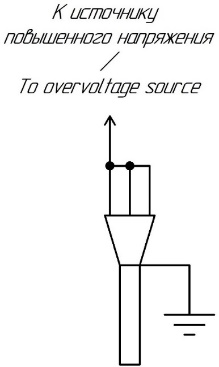 К источнику
повышенного напряжения
/
To overvoltage source